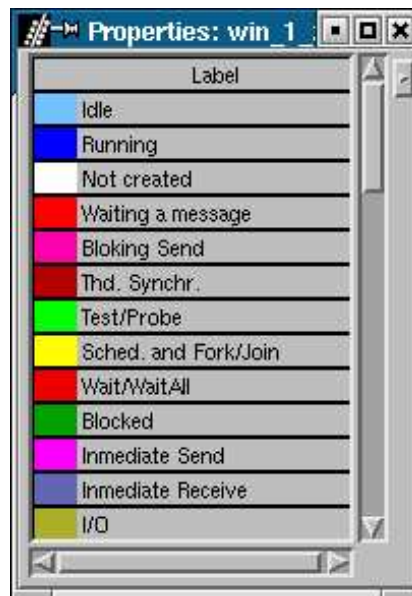 Properties: win_1_
Label
Idle
Running
Not created
Waiting a message
Bloking Send
Thd. Synchr.
Test/Probe
Sched. and Fork/Join
Wait/WaitAll
Blocked
Inmediate Send
Inmediate Receive
I/O